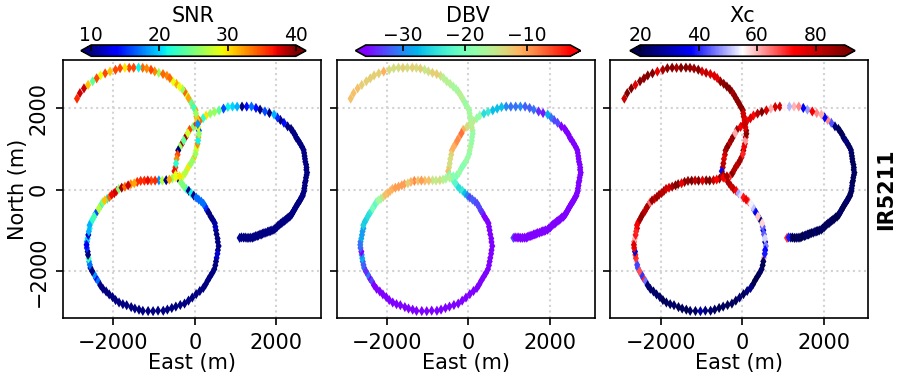 SNR DBV Xc
10 20 30 40 −30 −20 −10 20 40 60 80
2000
0
−2000
North (m)
IR5211
−2000 0 2000 −2000 0 2000 −2000 0 2000
East (m) East (m) East (m)